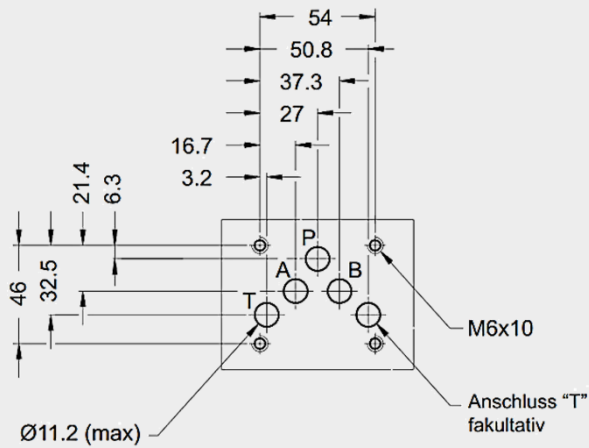 54
50.8
37.3
27
16.7
3.2
21.4
6.3
32.5
46
P
A
B
T
M6x10
Ø11.2 (max)
Anschluss “T”
fakultativ